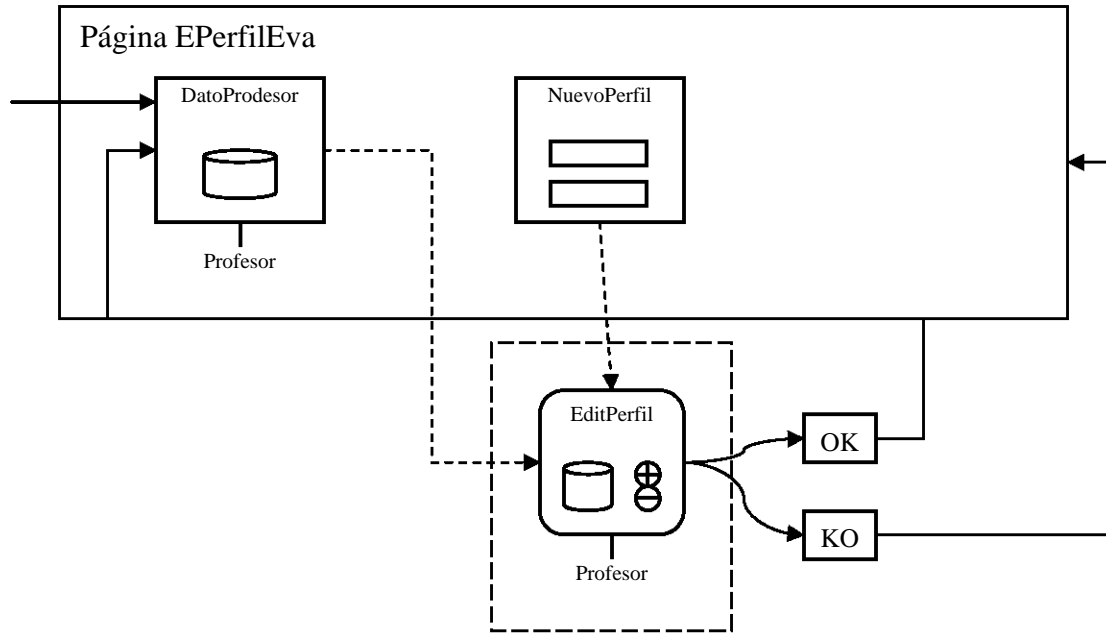 Página EPerfilEva
DatoProdesor
NuevoPerfil
Profesor
EditPerfil
OK
KO
Profesor